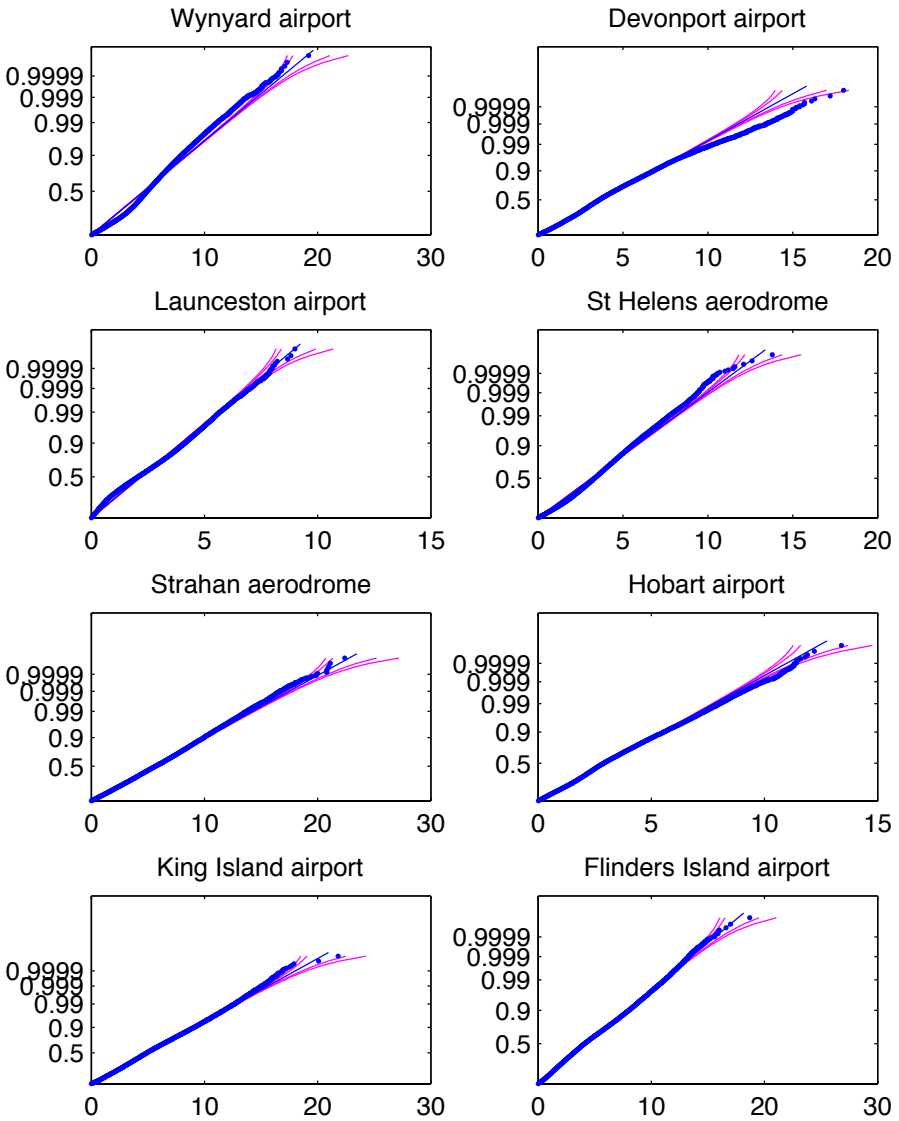 Wynyard airport
0.9999
0.999
0.99
0.9
0.5
0 10 20 30
Devonport airport
0.9999
0.999
0.99
0.9
0.5
0 5 10 15 20
Launceston airport
0.9999
0.999
0.99
0.9
0.5
0 5 10 15
St Helens aerodrome
0.9999
0.999
0.99
0.9
0.5
0 5 10 15 20
Strahan aerodrome
0.9999
0.999
0.99
0.9
0.5
0 10 20 30
Hobart airport
0.9999
0.999
0.99
0.9
0.5
0 5 10 15
King Island airport
0.9999
0.999
0.99
0.9
0.5
0 10 20 30
Flinders Island airport
0.9999
0.999
0.99
0.9
0.5
0 10 20 30